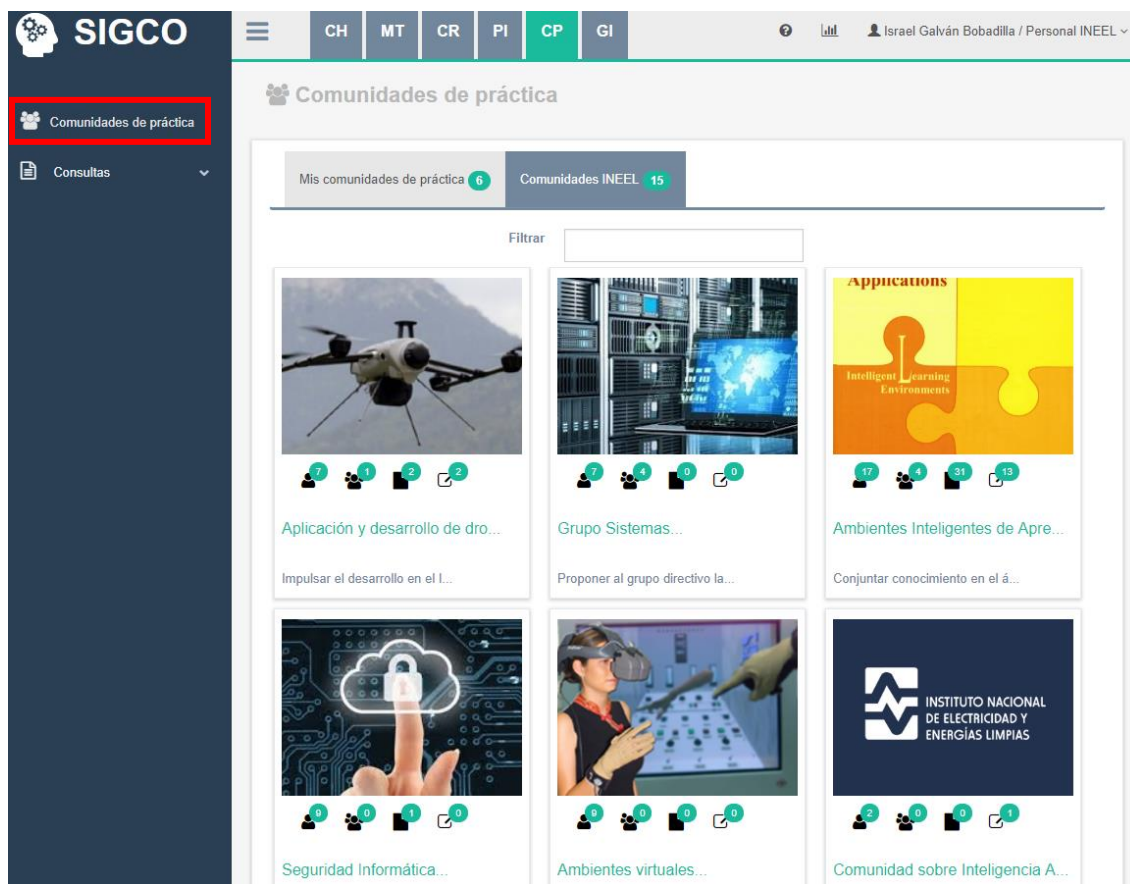 SIGCO
CH MT CR PI CP GI
Israel Galván Bobadilla / Personal INEEL
Comunidades de práctica
Consultas
Comunidades de práctica
Mis comunidades de práctica 6
Comunidades INEEL 15
Filtrar
Applications
Intelligent Learning
Environments
7 1 2 2
7 4 0 0
17 4 31 13
Aplicación y desarrollo de dro...
Grupo Sistemas...
Ambientes Inteligentes de Apre...
Impulsar el desarrollo en el I...
Proponer al grupo directivo la...
Conjuntar conocimiento en el á...
INSTITUTO NACIONAL
DE ELECTRICIDAD Y
ENERGÍAS LIMPIAS
9 0 1 0
9 0 0 0
2 0 0 1
Seguridad Informática...
Ambientes virtuales...
Comunidad sobre Inteligencia A...